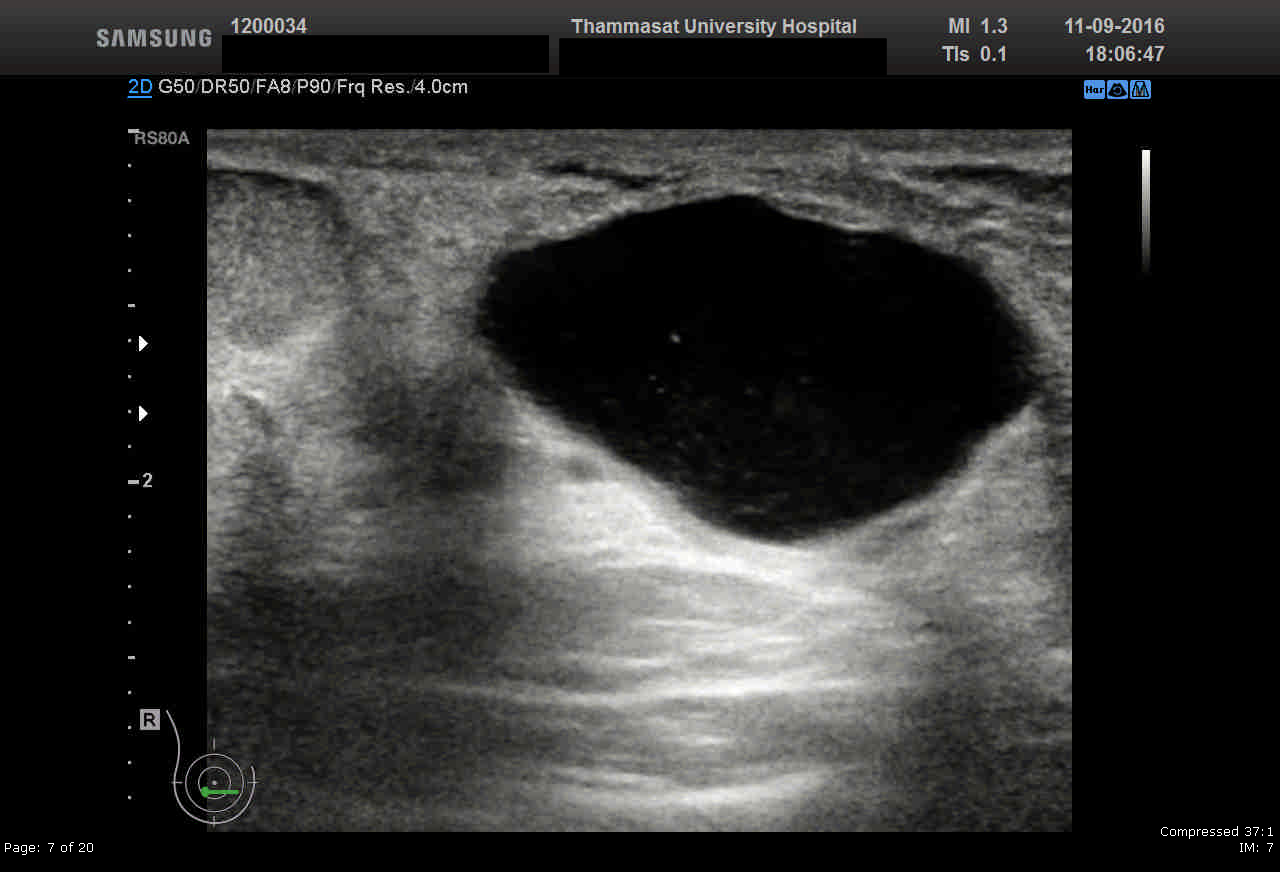 SAMSUNG
1200034
Thammasat University Hospital
MI 1.3
11-09-2016
TIs 0.1
18:06:47
2D G50/DR50/FA8/P90/Frq Res./4.0cm
Har
M
RS80A
2
R
Compressed 37:1
Page: 7 of 20
IM: 7